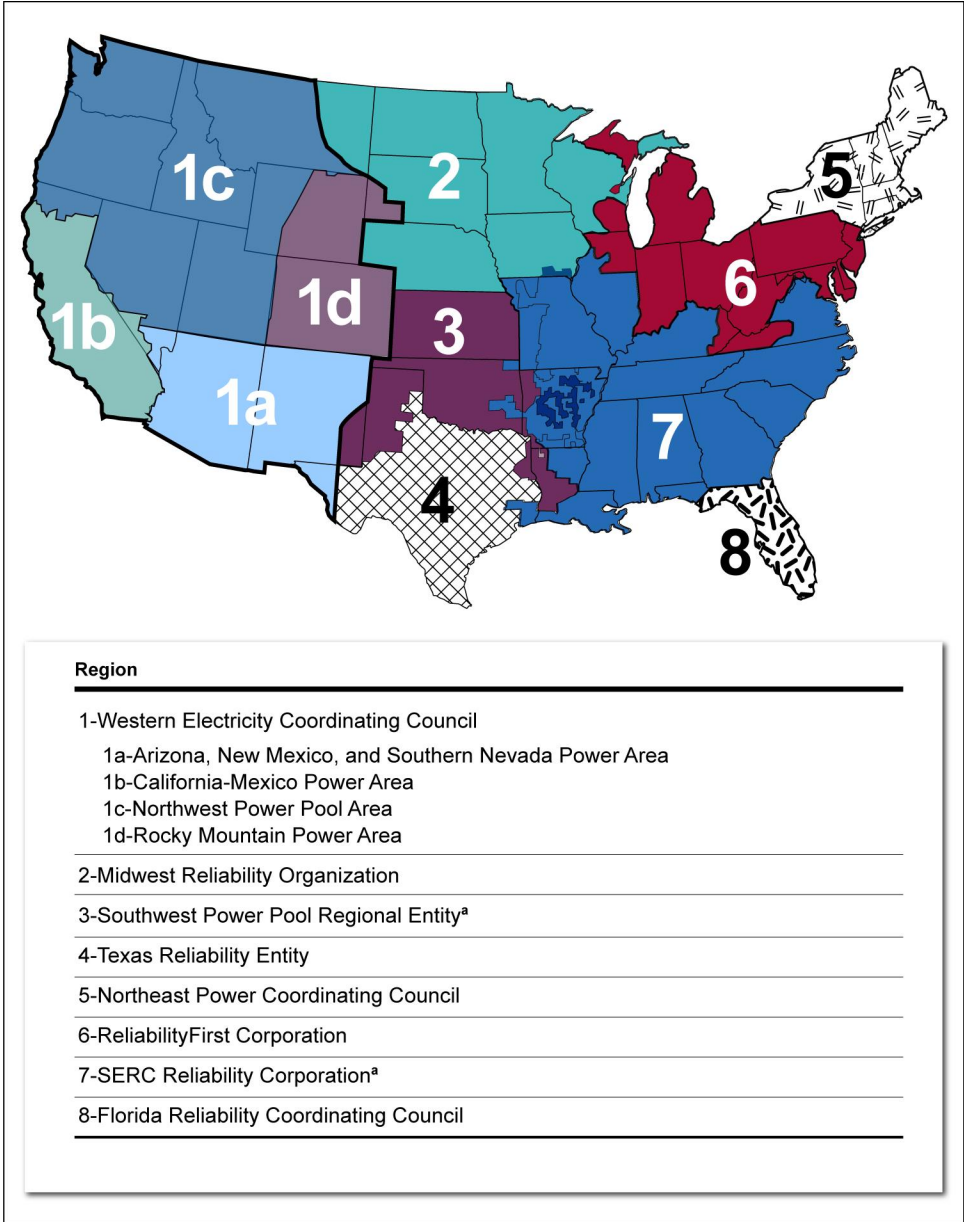 1c
2
5
1d
6
1b
3
1a
7
4
8
Region
1-Western Electricity Coordinating Council
1a-Arizona, New Mexico, and Southern Nevada Power Area
1b-California-Mexico Power Area
1c-Northwest Power Pool Area
1d-Rocky Mountain Power Area
2-Midwest Reliability Organization
3-Southwest Power Pool Regional Entityᵃ
4-Texas Reliability Entity
5-Northeast Power Coordinating Council
6-ReliabilityFirst Corporation
7-SERC Reliability Corporationᵃ
8-Florida Reliability Coordinating Council